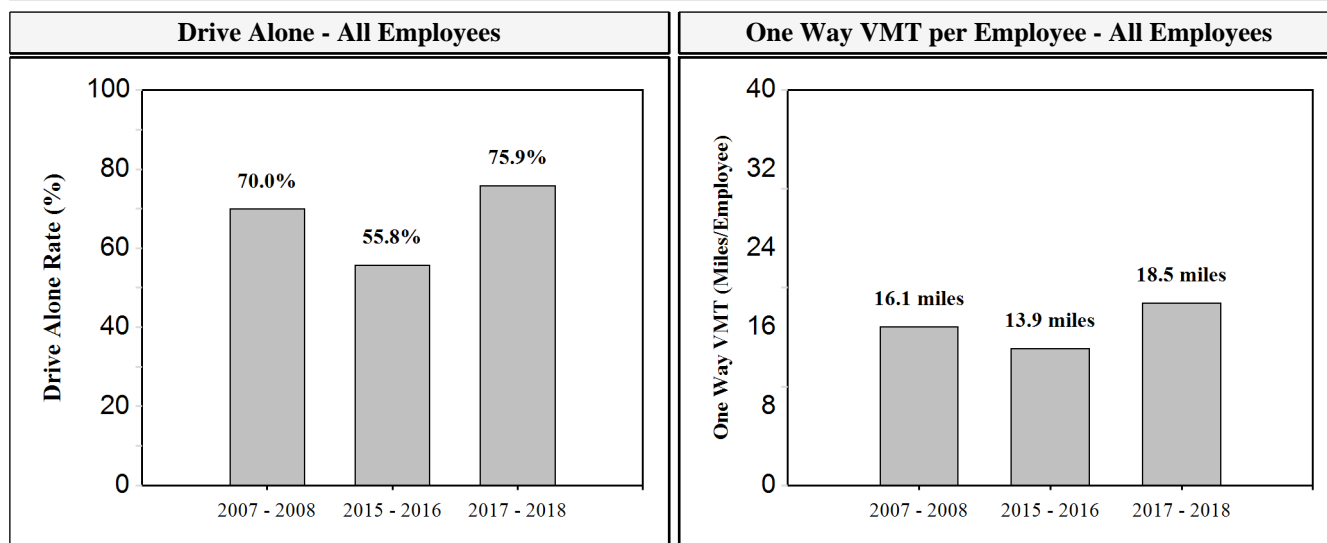 Drive Alone - All Employees
One Way VMT per Employee - All Employees
Drive Alone Rate (%)
100
80
60
40
20
0
70.0%
55.8%
75.9%
2007 - 2008
2015 - 2016
2017 - 2018
One Way VMT (Miles/Employee)
40
32
24
16
8
0
16.1 miles
13.9 miles
18.5 miles
2007 - 2008
2015 - 2016
2017 - 2018